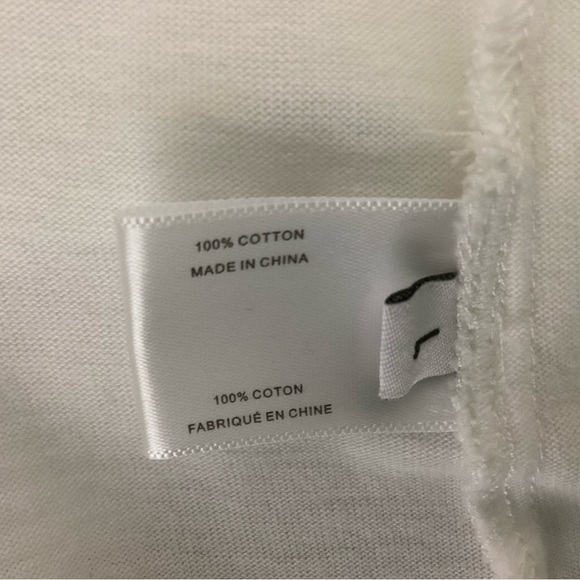 100% COTTON
MADE IN CHINA
100% COTON
FABRIQUÉ EN CHINE